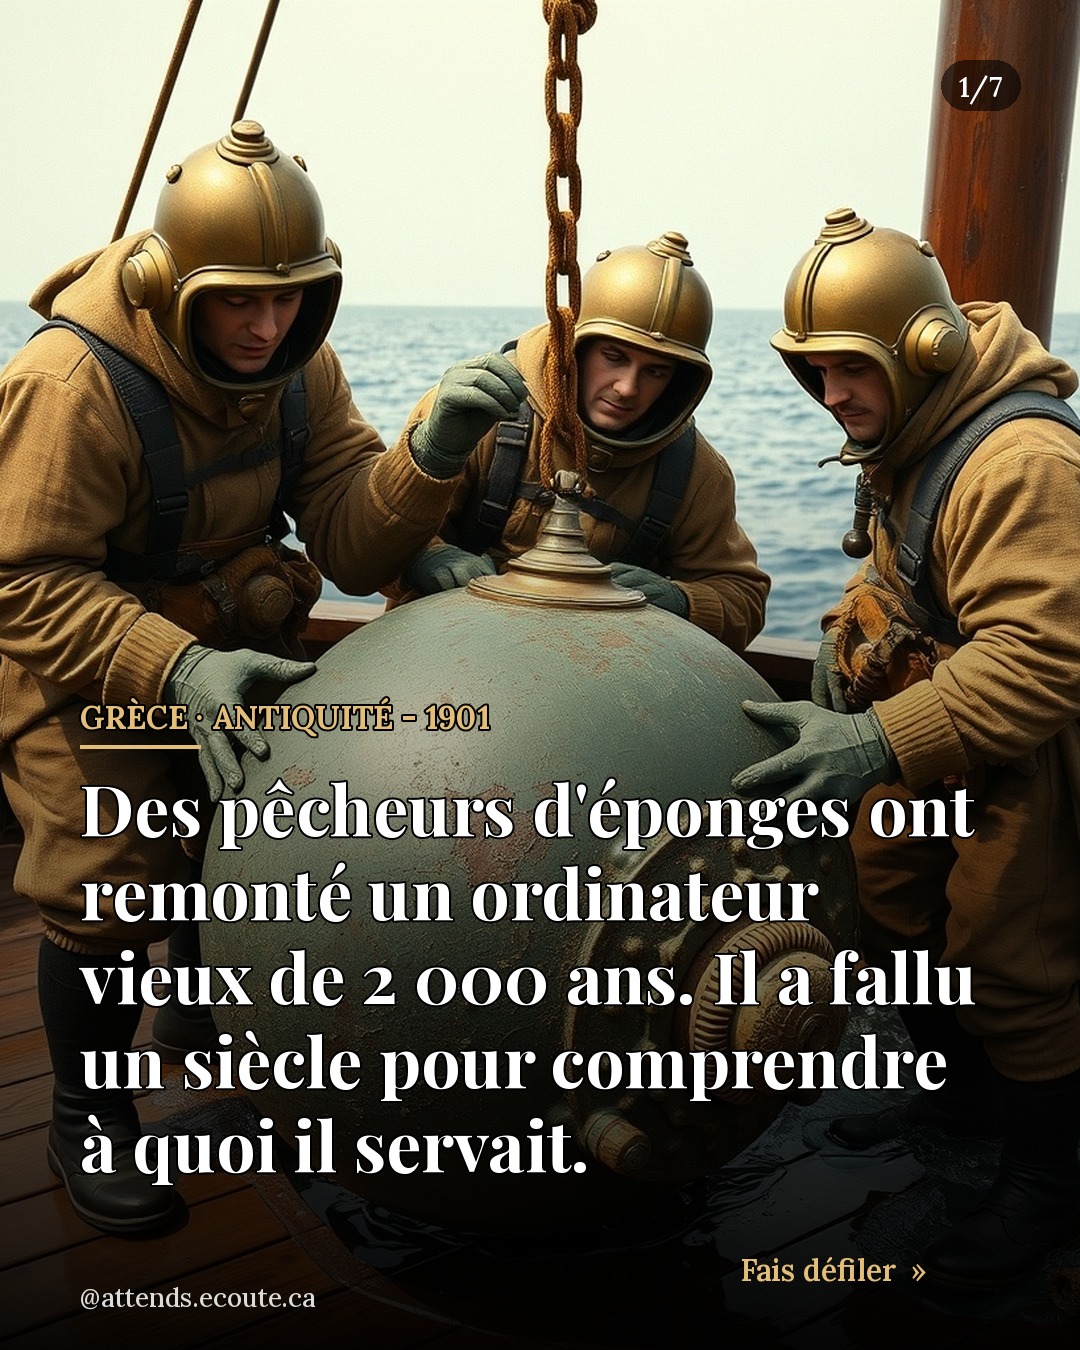 1/7
GRÈCE · ANTIQUITÉ - 1901
Des pêcheurs d'éponges ont
remonté un ordinateur
vieux de 2 000 ans. Il a fallu
un siècle pour comprendre
à quoi il servait.
Fais défiler »
@attends.ecoute.ca